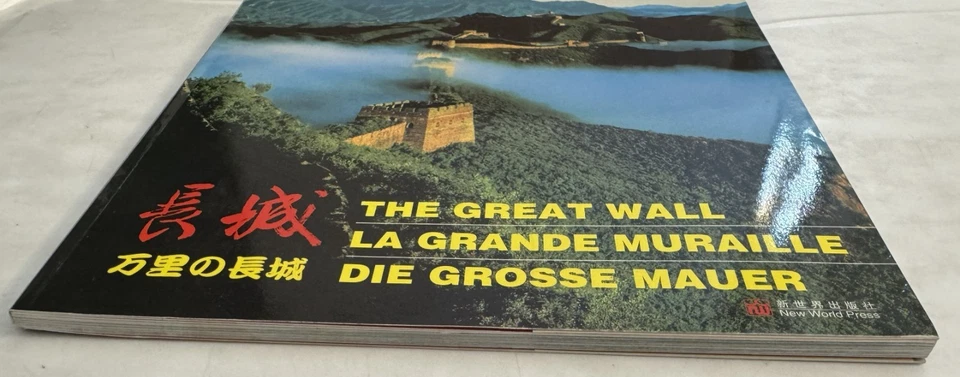 長城
万里の長城
THE GREAT WALL
LA GRANDE MURAILLE
DIE GROSSE MAUER
新世界出版社
New World Press